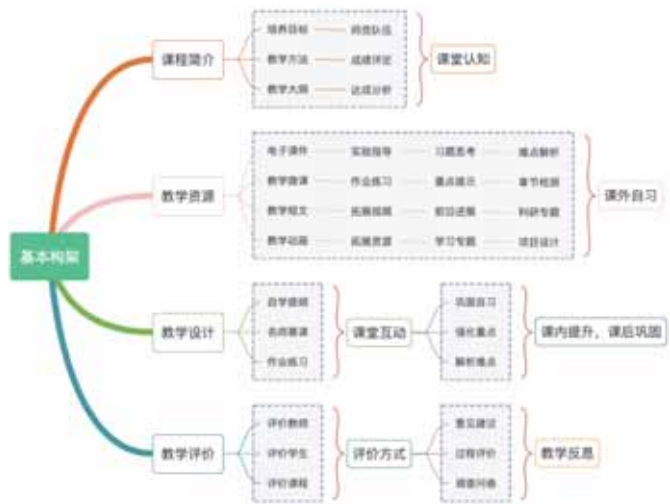 培养目标 师资队伍
课程简介 教学方法 成绩评定 课堂认知
教学大纲 达成分析
电子课件 实验指导 习题思考 难点解析
教学微课 作业练习 重点提示 章节检测
教学资源 课外自习
教学短文 拓展视频 前沿进展 科研专题
教学动画 拓展资源 学习专题 项目设计
基本构架
自学提纲 巩固自习
教学设计 名师慕课 课堂互动 强化重点 课内提升，课后巩固
作业练习 解析难点
评价教师 意见建议
教学评价 评价学生 评价方式 过程评价 教学反思
评价课程 调查问卷